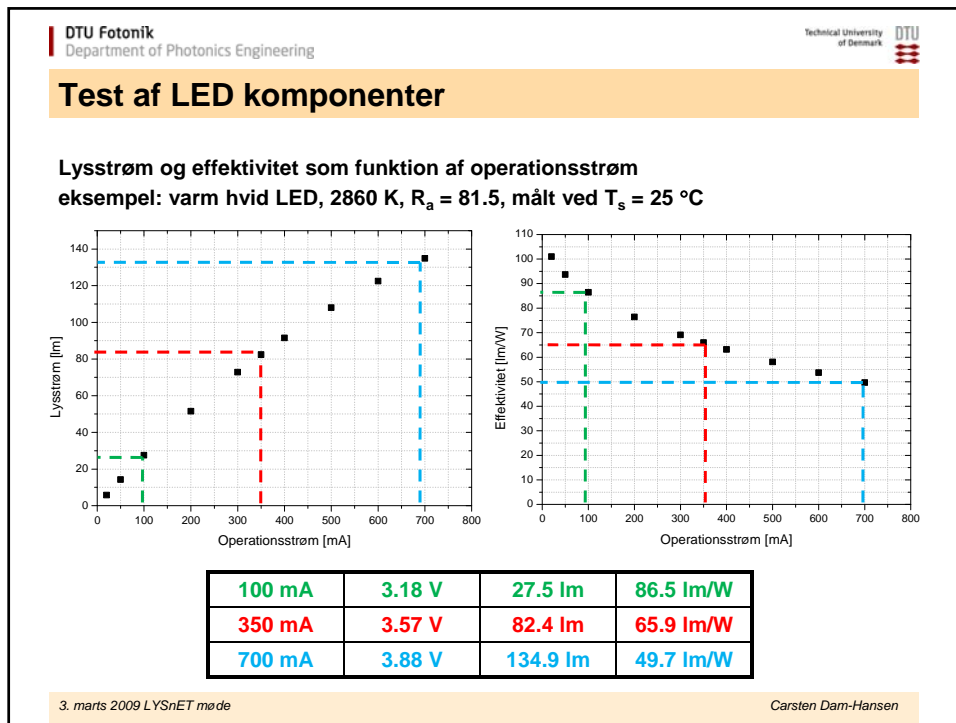 DTU Fotonik
Department of Photonics Engineering
Technical University
of Denmark
DTU
Test af LED komponenter
Lysstrøm og effektivitet som funktion af operationsstrøm
eksempel: varm hvid LED, 2860 K, Ra = 81.5, målt ved Ts = 25 °C
140
120
100
80
60
40
20
0
Lysstrøm [lm]
0 100 200 300 400 500 600 700 800
Operationsstrøm [mA]
110
100
90
80
70
60
50
40
30
20
10
0
Effektivitet [lm/W]
0 100 200 300 400 500 600 700 800
Operationsstrøm [mA]
100 mA 3.18 V 27.5 lm 86.5 lm/W
350 mA 3.57 V 82.4 lm 65.9 lm/W
700 mA 3.88 V 134.9 lm 49.7 lm/W
3. marts 2009 LYSnET møde Carsten Dam-Hansen